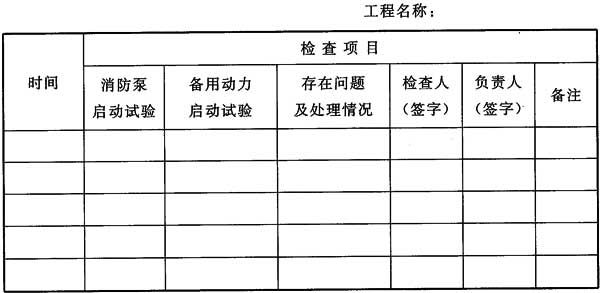 工程名称：
时间
检查项目
消防泵
启动试验
备用动力
启动试验
存在问题
及处理情况
检查人
（签字）
负责人
（签字）
备注